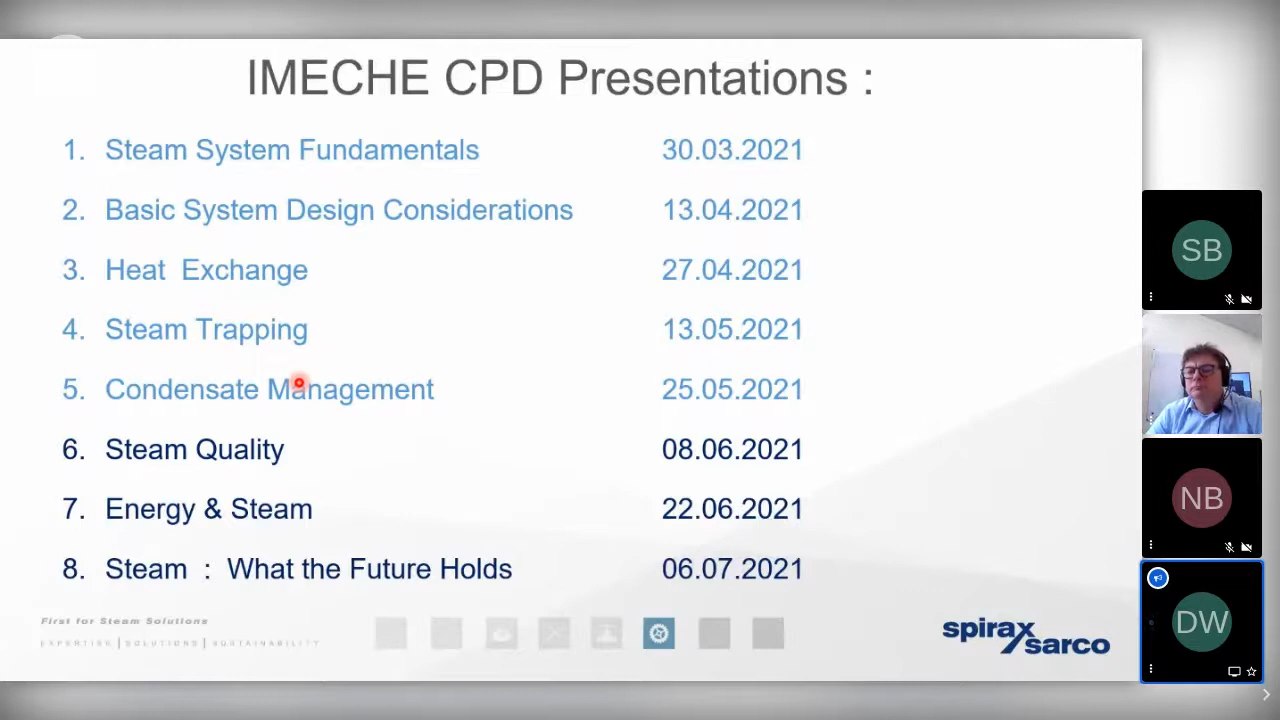 IMECHE CPD Presentations :
1. Steam System Fundamentals 30.03.2021
2. Basic System Design Considerations 13.04.2021
3. Heat Exchange 27.04.2021
4. Steam Trapping 13.05.2021
5. Condensate Management 25.05.2021
6. Steam Quality 08.06.2021
7. Energy & Steam 22.06.2021
8. Steam : What the Future Holds 06.07.2021
First for Steam Solutions
EXPERTISE | SOLUTIONS | SUSTAINABILITY
spirax
sarco
SB
NB
DW